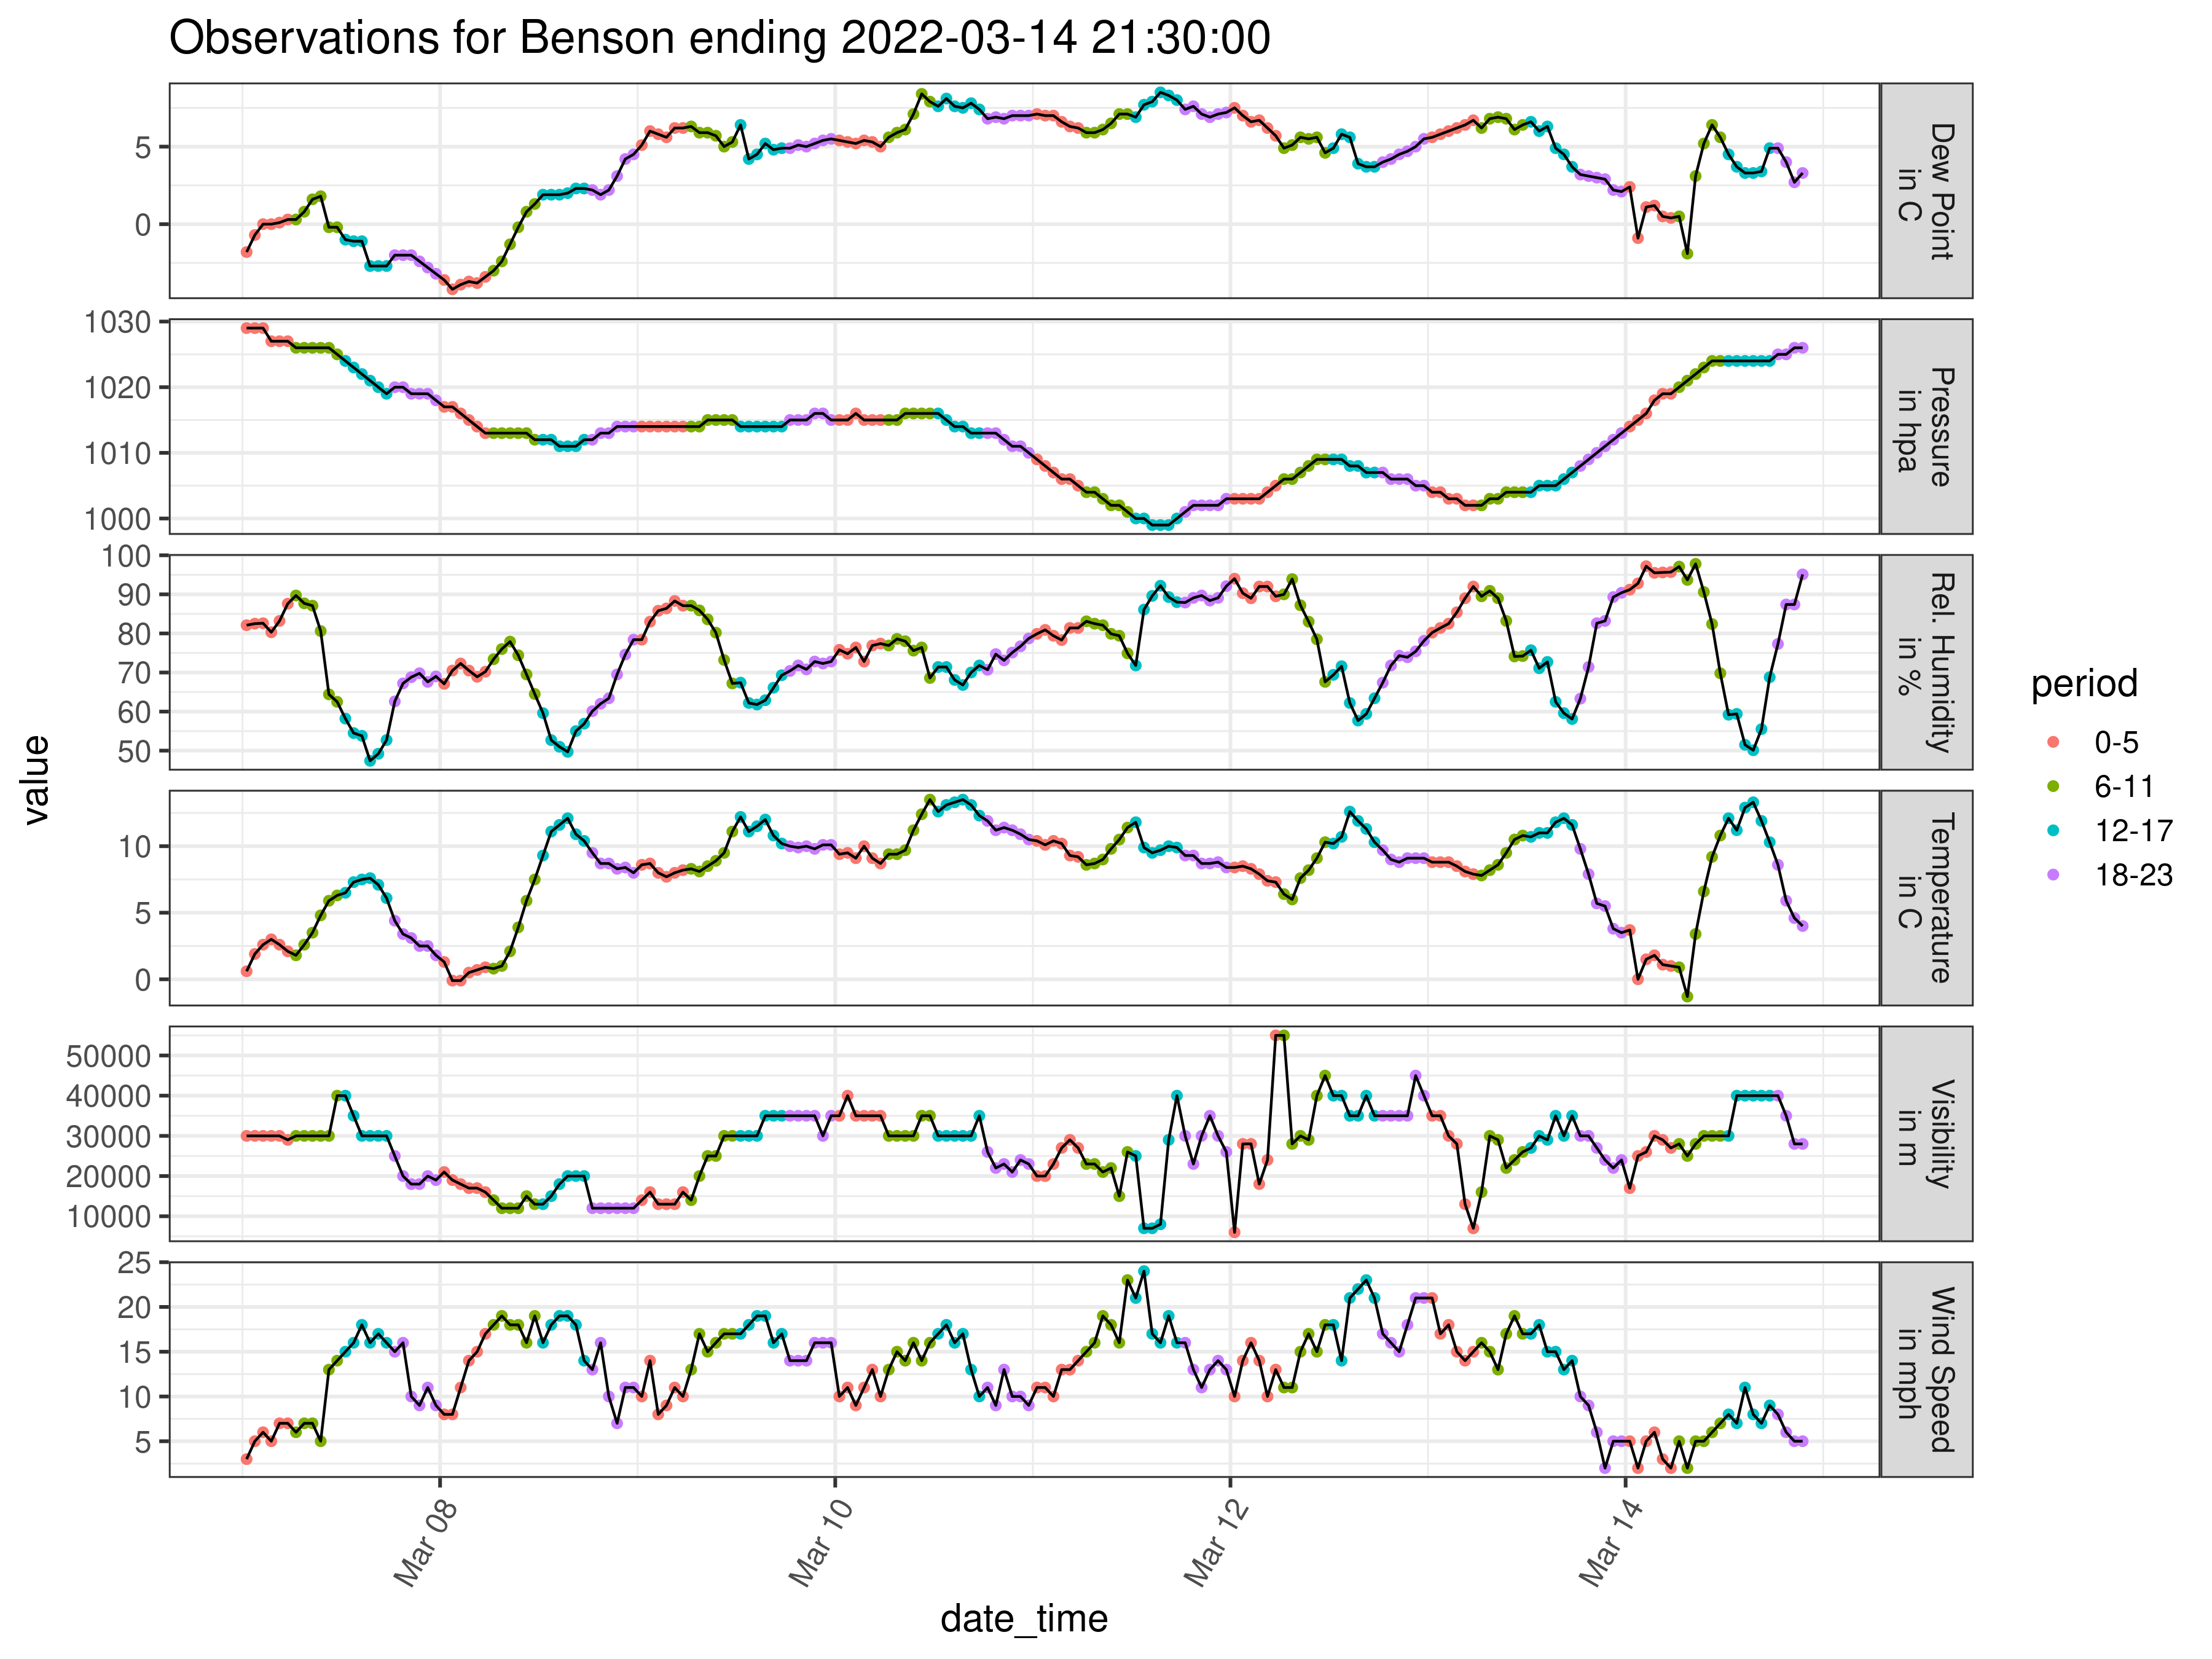 Observations for Benson ending 2022-03-14 21:30:00
value
5
0
Dew Point
in C
1030
1020
1010
1000
Pressure
in hpa
100
90
80
70
60
50
Rel. Humidity
in %
10
5
0
Temperature
in C
50000
40000
30000
20000
10000
Visibility
in m
25
20
15
10
5
Wind Speed
in mph
Mar 08
Mar 10
Mar 12
Mar 14
date_time
period
0-5
6-11
12-17
18-23